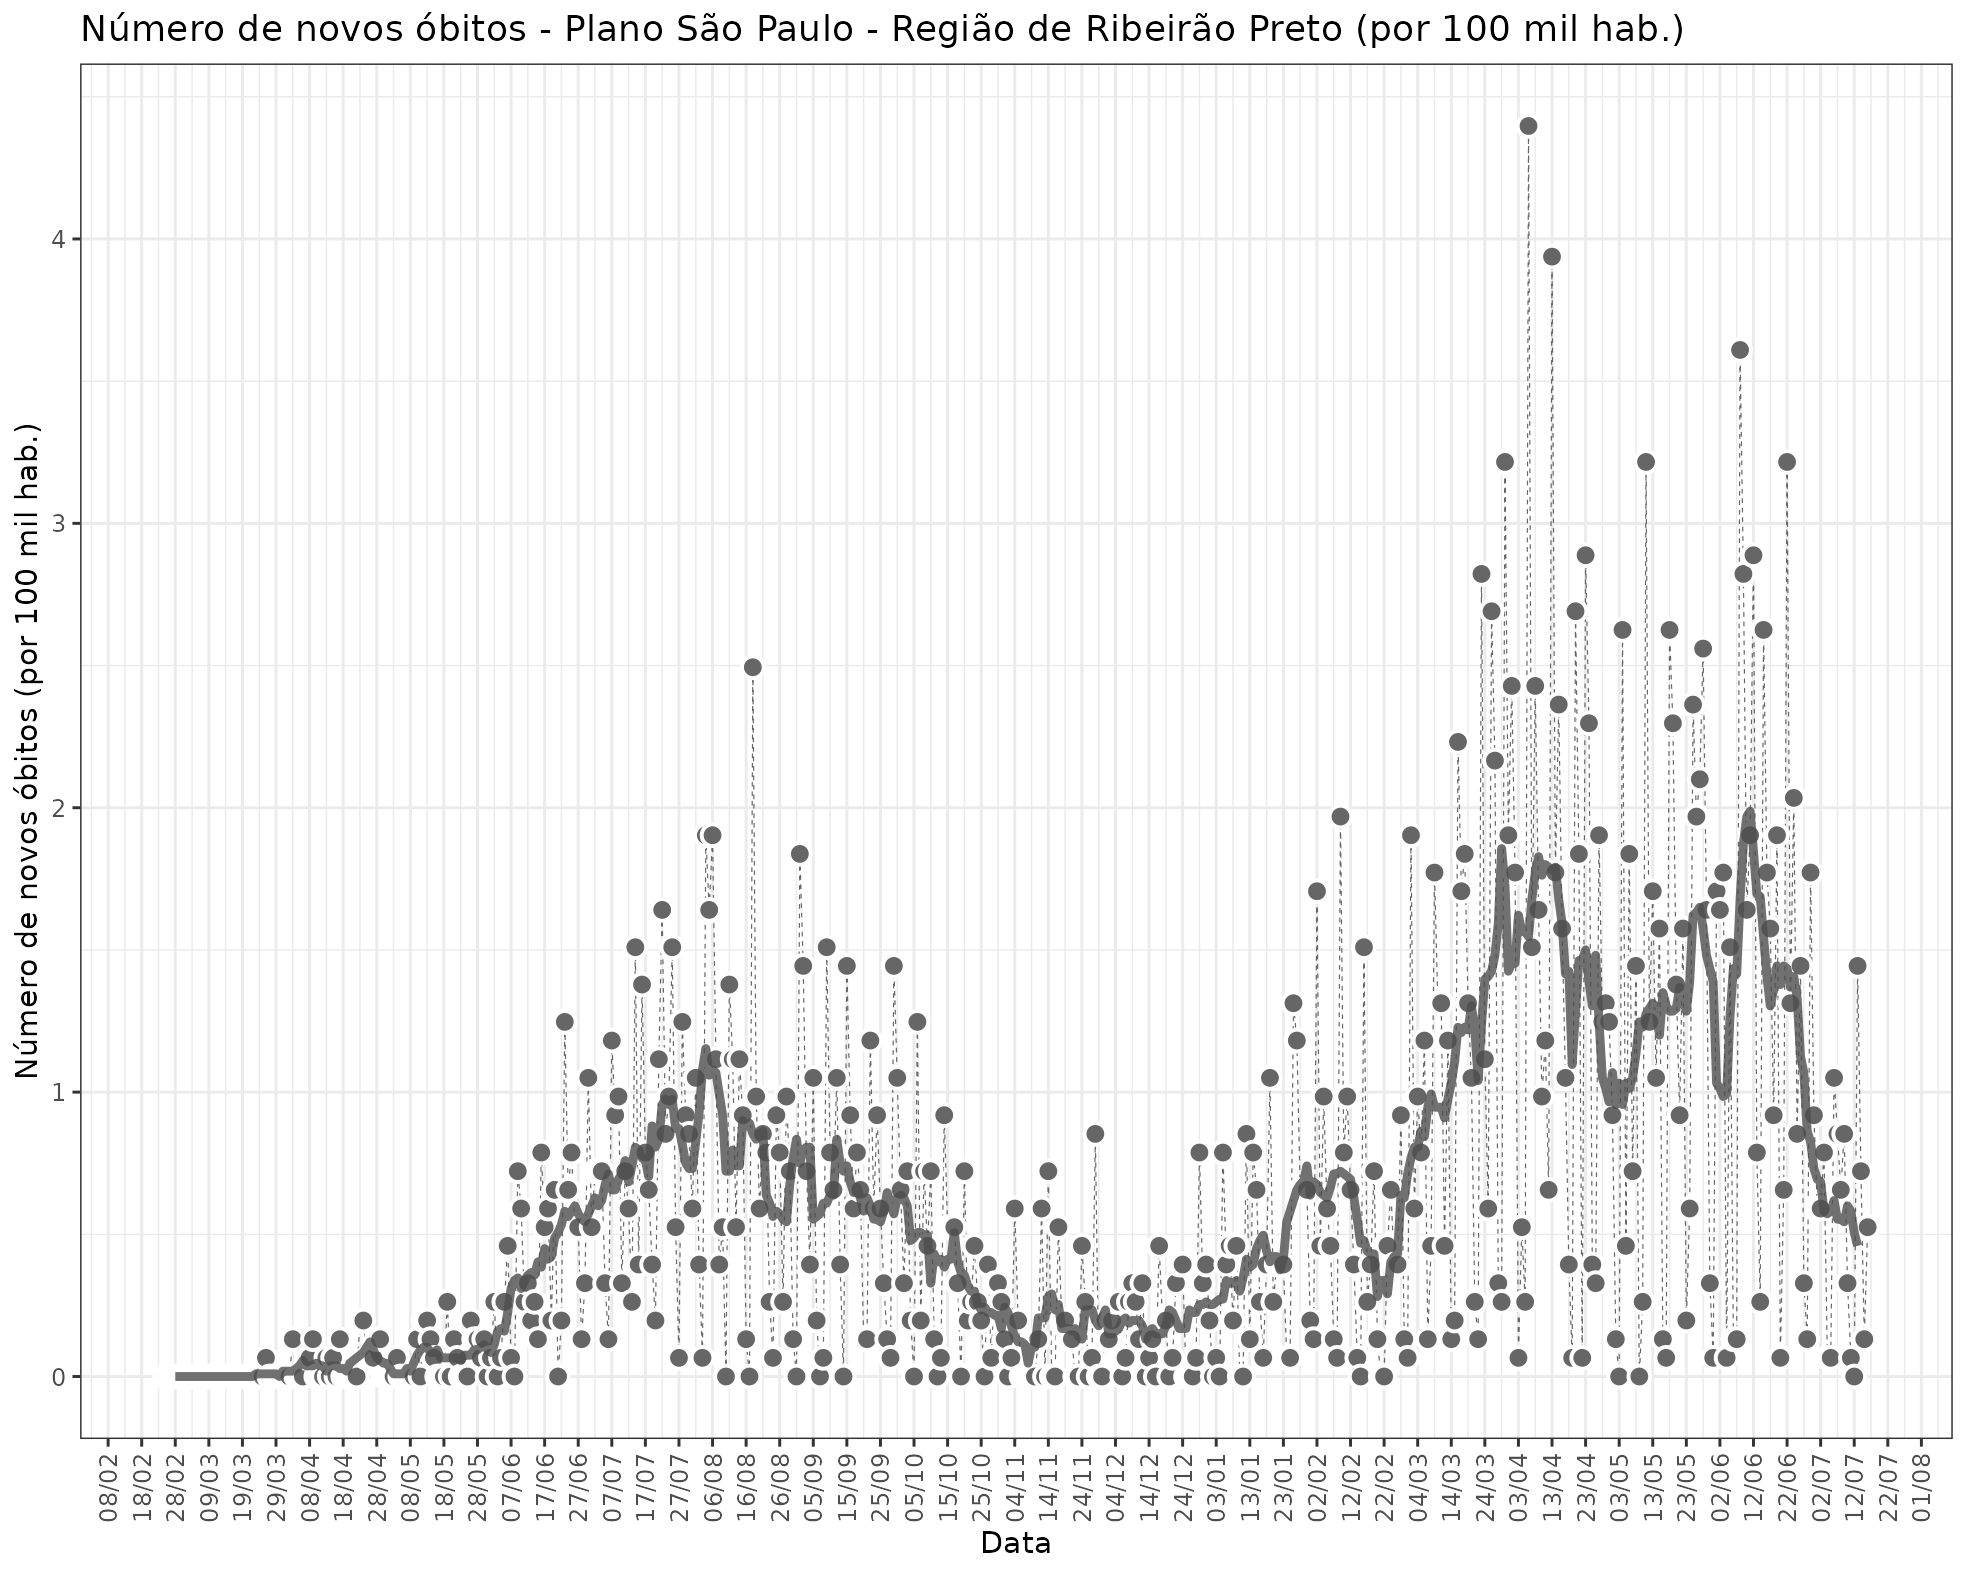 Número de novos óbitos - Plano São Paulo - Região de Ribeirão Preto (por 100 mil hab.)
Número de novos óbitos (por 100 mil hab.)
4
3
2
1
0
08/02 18/02 28/02 09/03 19/03 29/03 08/04 18/04 28/04 08/05 18/05 28/05 07/06 17/06 27/06 07/07 17/07 27/07 06/08 16/08 26/08 05/09 15/09 25/09 05/10 15/10 25/10 04/11 14/11 24/11 04/12 14/12 24/12 03/01 13/01 23/01 02/02 12/02 22/02 04/03 14/03 24/03 03/04 13/04 23/04 03/05 13/05 23/05 02/06 12/06 22/06 02/07 12/07 22/07 01/08
Data